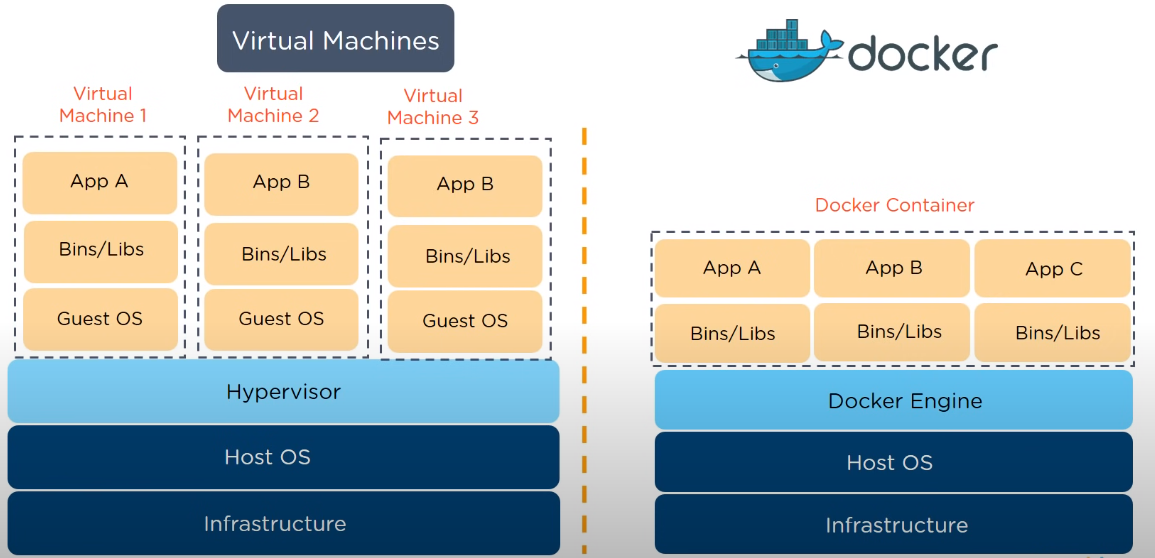 Virtual Machines
docker
Virtual
Machine 1
Virtual
Machine 2
Virtual
Machine 3
App A
Bins/Libs
Guest OS
App B
Bins/Libs
Guest OS
App B
Bins/Libs
Guest OS
Hypervisor
Host OS
Infrastructure
Docker Container
App A
App B
App C
Bins/Libs
Bins/Libs
Bins/Libs
Docker Engine
Host OS
Infrastructure